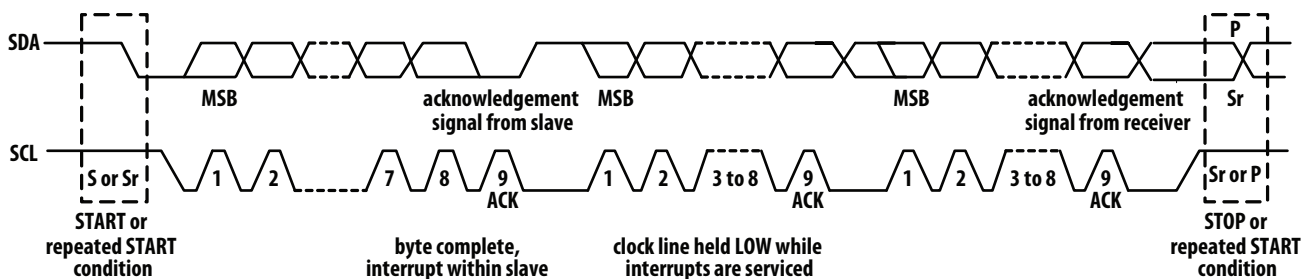 SDA
P
MSB
acknowledgement
signal from slave
MSB
MSB
acknowledgement
signal from receiver
Sr
SCL
S or Sr
1
2
7
8
9
ACK
1
2
3 to 8
9
ACK
1
2
3 to 8
9
ACK
Sr or P
START or
repeated START
condition
byte complete,
interrupt within slave
clock line held LOW while
interrupts are serviced
STOP or
repeated START
condition